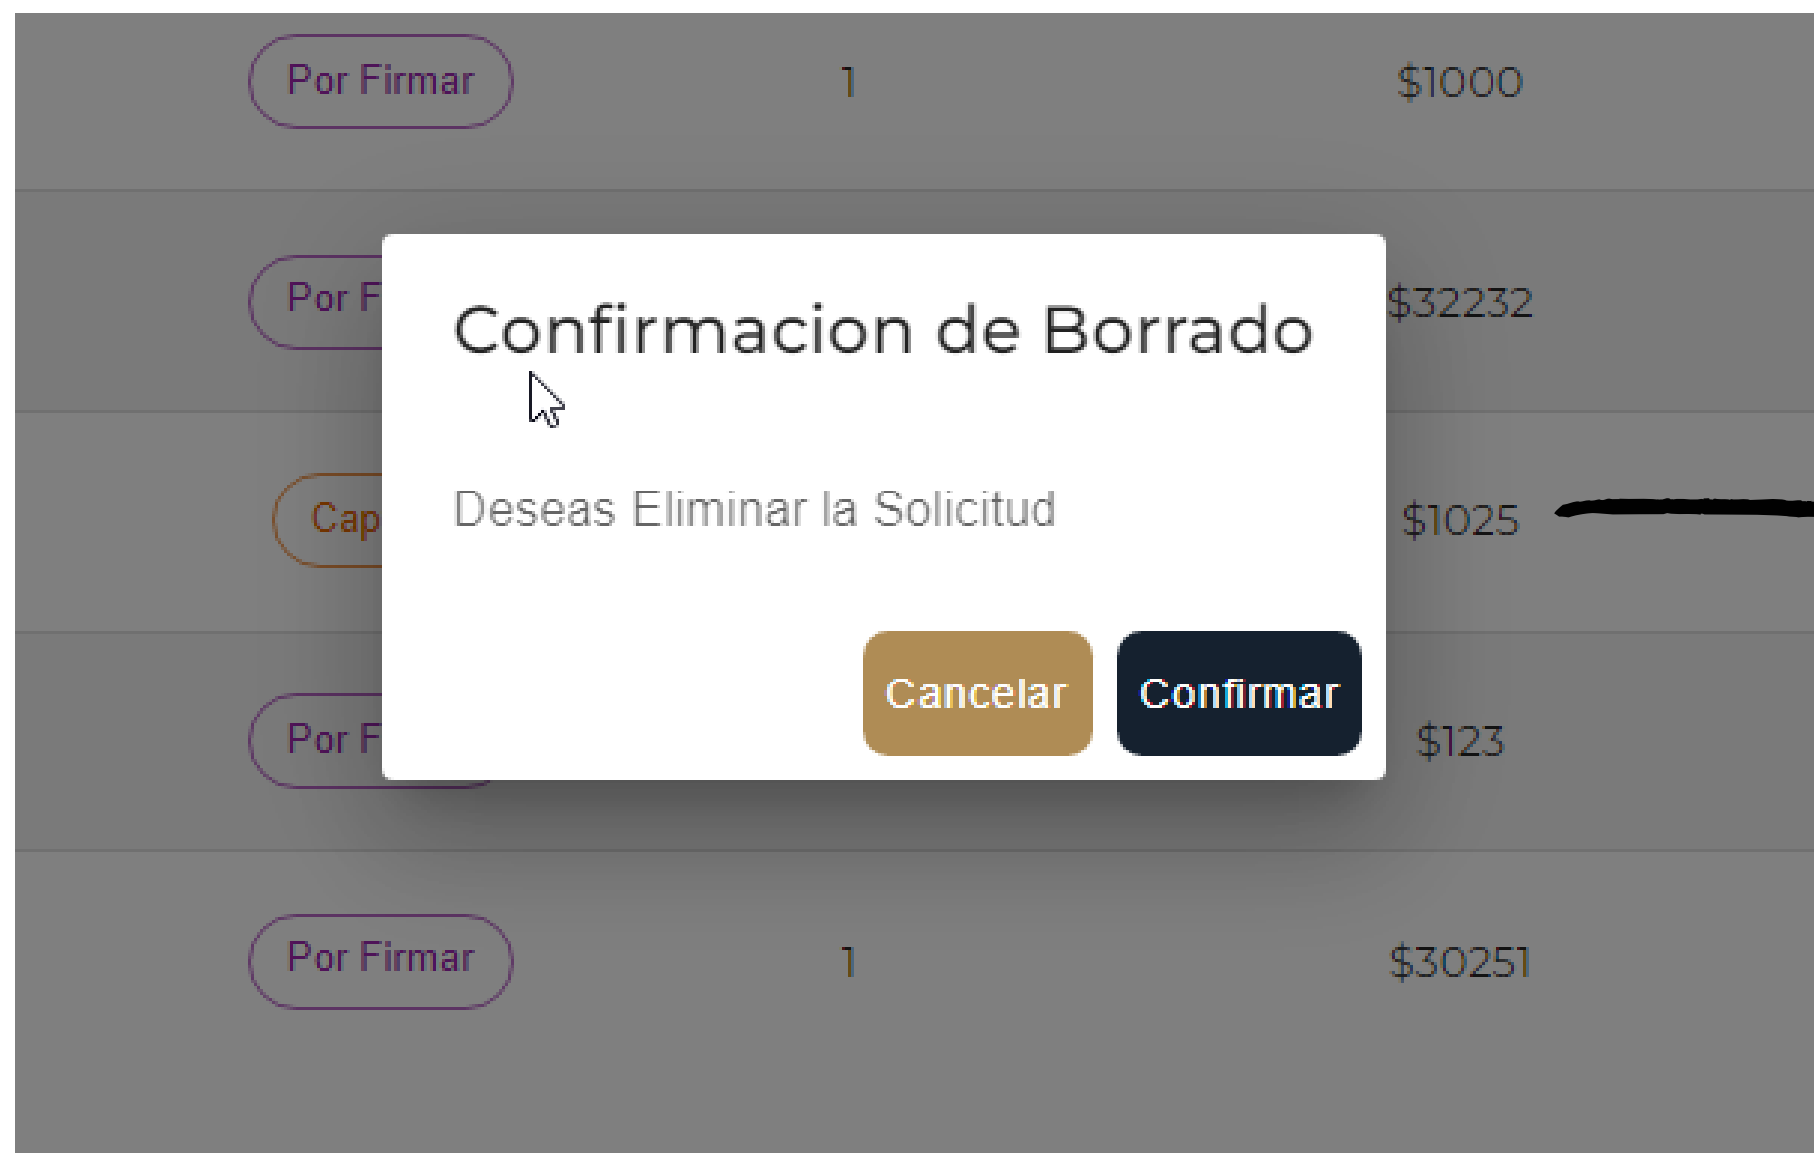 Por Firmar 1 $1000
Por F $32232
Confirmacion de Borrado
Deseas Eliminar la Solicitud
Cap $1025
Cancelar Confirmar
Por F $123
Por Firmar 1 $30251